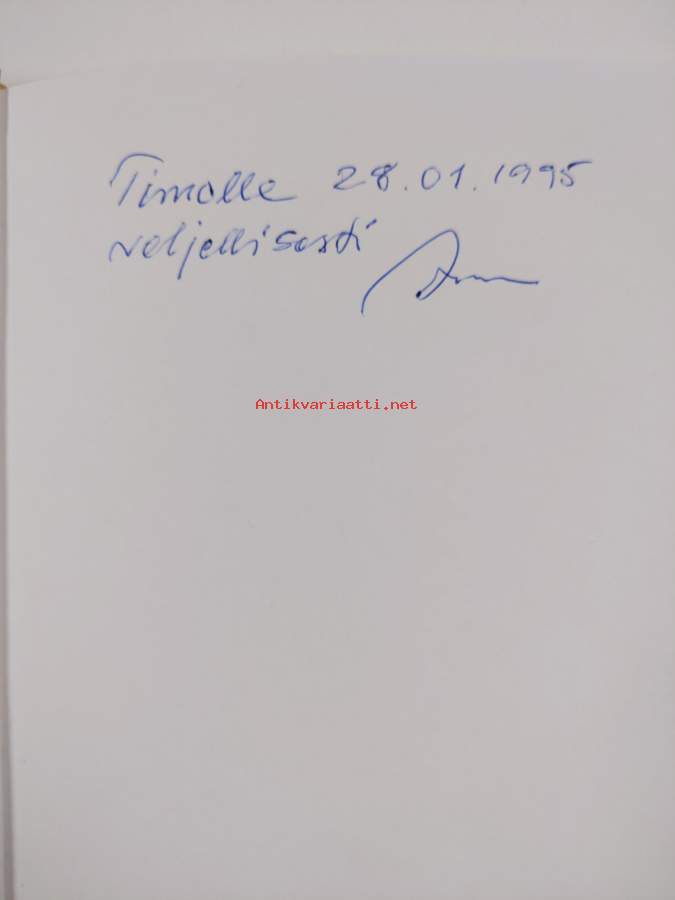 Timolle 28.01.1995
veljellisesti
Antikvariaatti.net